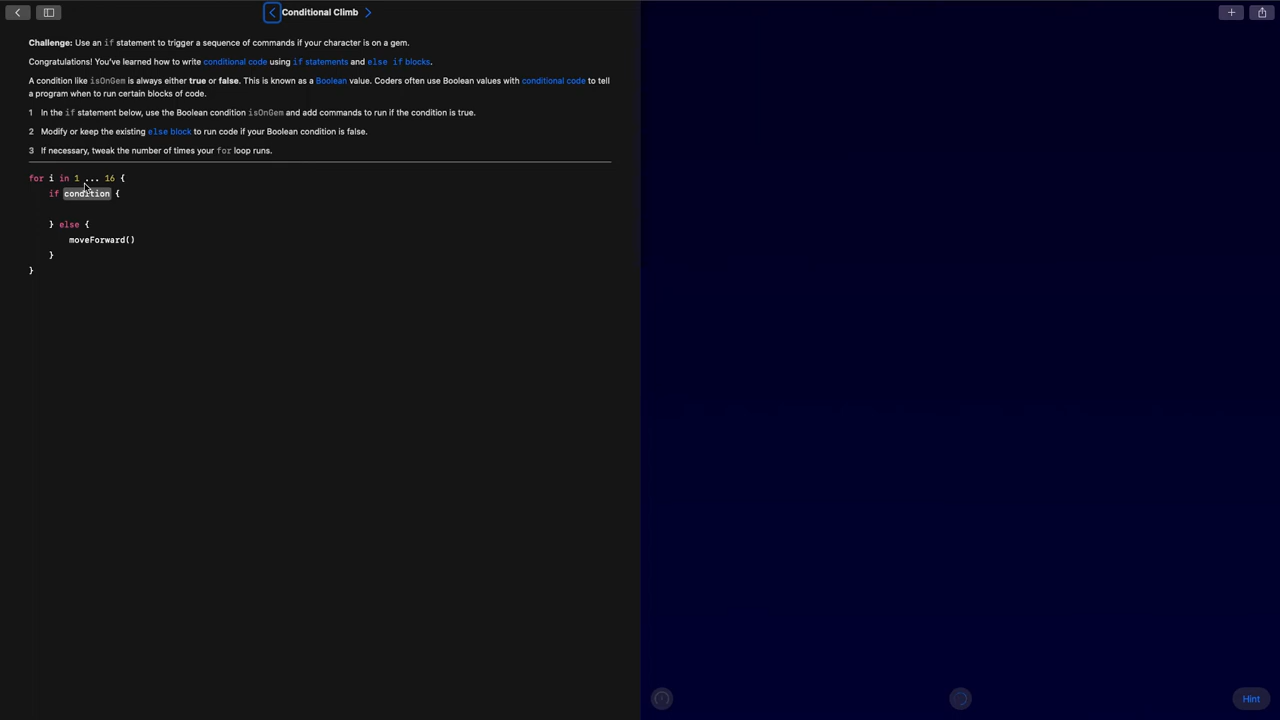 Conditional Climb
Challenge: Use an if statement to trigger a sequence of commands if your character is on a gem.
Congratulations! You've learned how to write conditional code using if statements and else if blocks.
A condition like isOnGem is always either true or false. This is known as a Boolean value. Coders often use Boolean values with conditional code to tell
a program when to run certain blocks of code.
1 In the if statement below, use the Boolean condition isOnGem and add commands to run if the condition is true.
2 Modify or keep the existing else block to run code if your Boolean condition is false.
3 If necessary, tweak the number of times your for loop runs.
for i in 1 ... 16 {
if condition {
} else {
moveForward()
}
}
Hint